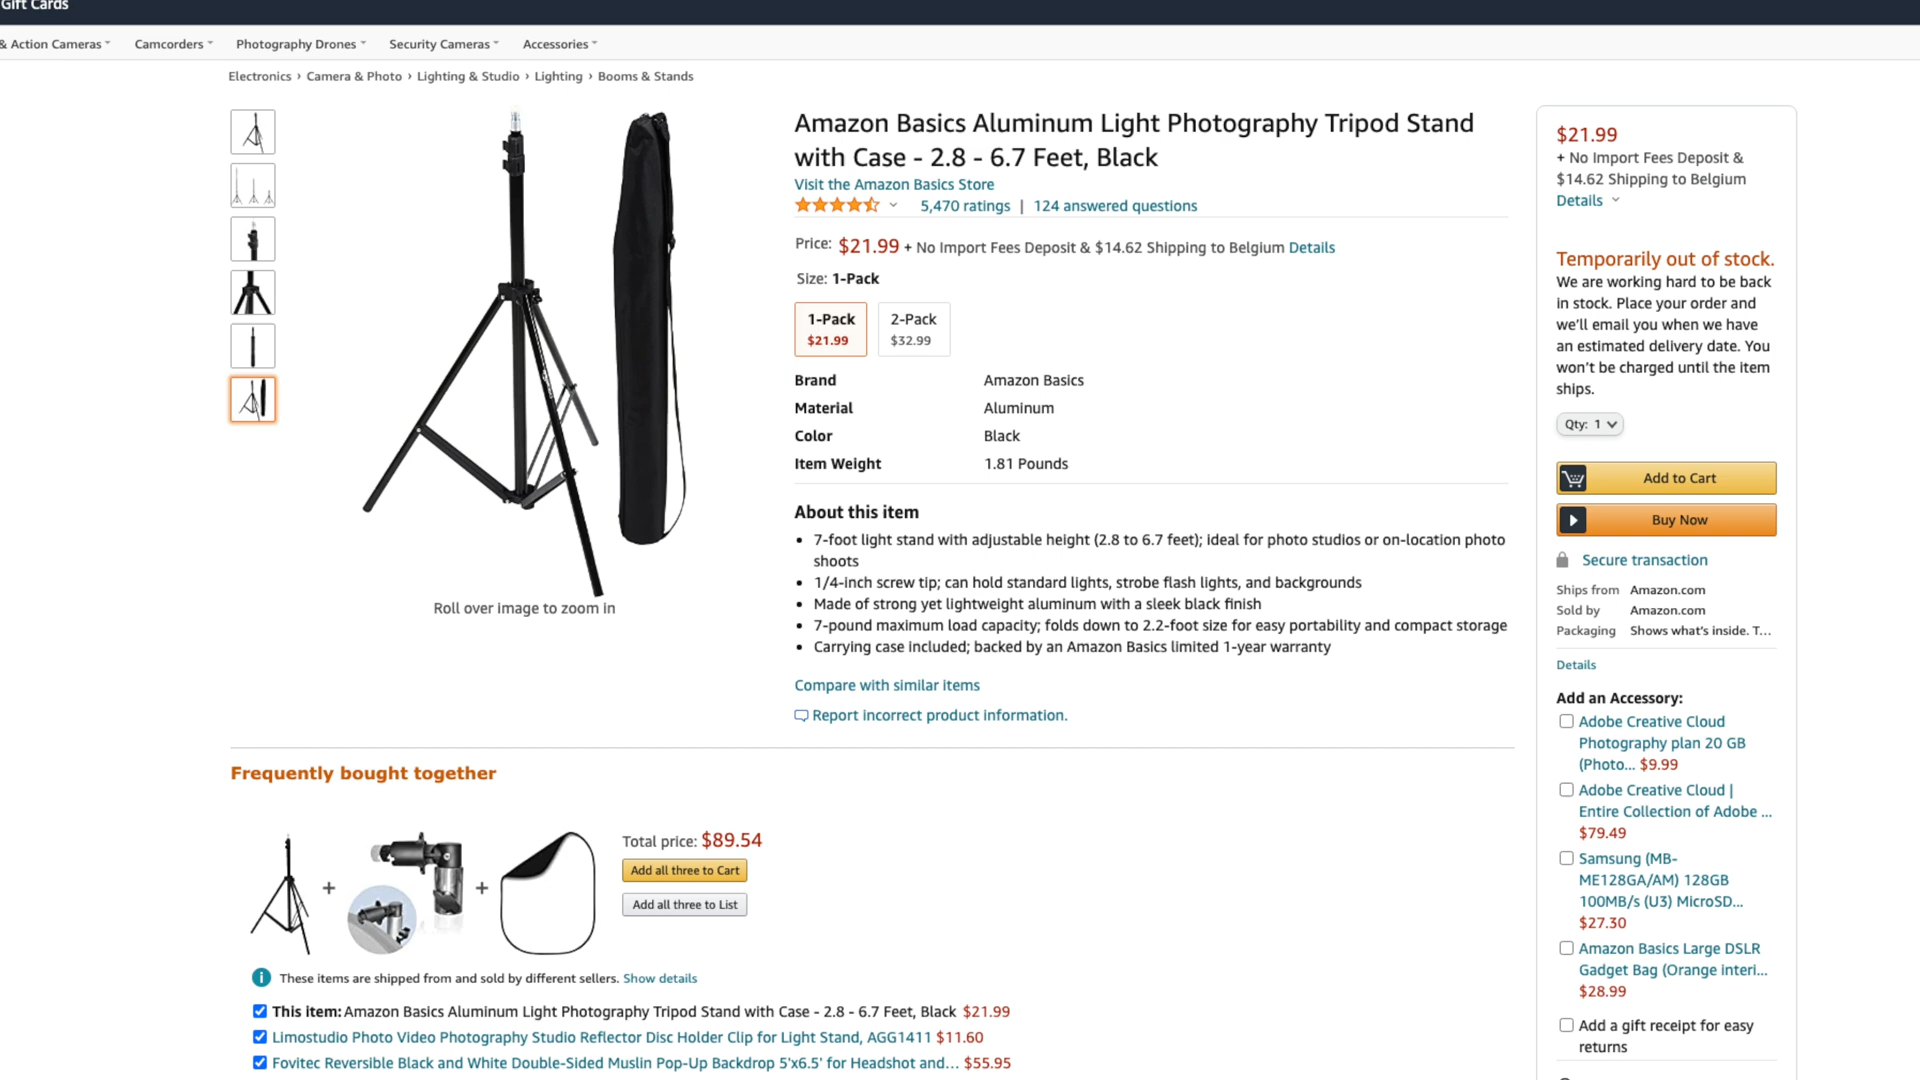 Gift Cards
& Action Cameras
Camcorders
Photography Drones
Security Cameras
Accessories
Electronics › Camera & Photo › Lighting & Studio › Lighting › Booms & Stands
Roll over image to zoom in
Amazon Basics Aluminum Light Photography Tripod Stand
with Case - 2.8 - 6.7 Feet, Black
Visit the Amazon Basics Store
5,470 ratings | 124 answered questions
Price: $21.99 + No Import Fees Deposit & $14.62 Shipping to Belgium Details
Size: 1-Pack
1-Pack
$21.99
2-Pack
$32.99
Brand Amazon Basics
Material Aluminum
Color Black
Item Weight 1.81 Pounds
About this item
• 7-foot light stand with adjustable height (2.8 to 6.7 feet); ideal for photo studios or on-location photo
shoots
• 1/4-inch screw tip; can hold standard lights, strobe flash lights, and backgrounds
• Made of strong yet lightweight aluminum with a sleek black finish
• 7-pound maximum load capacity; folds down to 2.2-foot size for easy portability and compact storage
• Carrying case included; backed by an Amazon Basics limited 1-year warranty
Compare with similar items
Report incorrect product information.
$21.99
+ No Import Fees Deposit &
$14.62 Shipping to Belgium
Details
Temporarily out of stock.
We are working hard to be back
in stock. Place your order and
we’ll email you when we have
an estimated delivery date. You
won’t be charged until the item
ships.
Qty: 1
Add to Cart
Buy Now
Secure transaction
Ships from Amazon.com
Sold by Amazon.com
Packaging Shows what’s inside. T...
Details
Add an Accessory:
Adobe Creative Cloud
Photography plan 20 GB
(Photo... $9.99
Adobe Creative Cloud |
Entire Collection of Adobe ...
$79.49
Samsung (MB-
ME128GA/AM) 128GB
100MB/s (U3) MicroSD...
$27.30
Amazon Basics Large DSLR
Gadget Bag (Orange interi...
$28.99
Add a gift receipt for easy
returns
Frequently bought together
+
+
Total price: $89.54
Add all three to Cart
Add all three to List
These items are shipped from and sold by different sellers. Show details
This item: Amazon Basics Aluminum Light Photography Tripod Stand with Case - 2.8 - 6.7 Feet, Black $21.99
Limostudio Photo Video Photography Studio Reflector Disc Holder Clip for Light Stand, AGG1411 $11.60
Fovitec Reversible Black and White Double-Sided Muslin Pop-Up Backdrop 5'x6.5' for Headshot and... $55.95